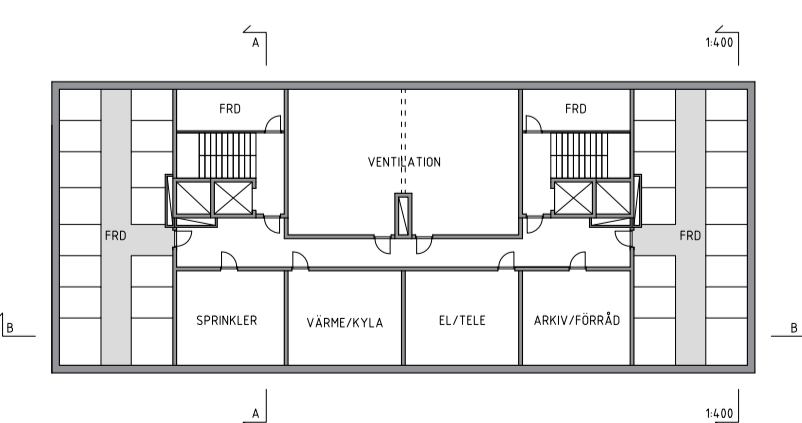 A
1:400
FRD
FRD
VENTILATION
FRD
FRD
SPRINKLER
VÄRME/KYLA
EL/TELE
ARKIV/FÖRRÅD
B
B
A
1:400